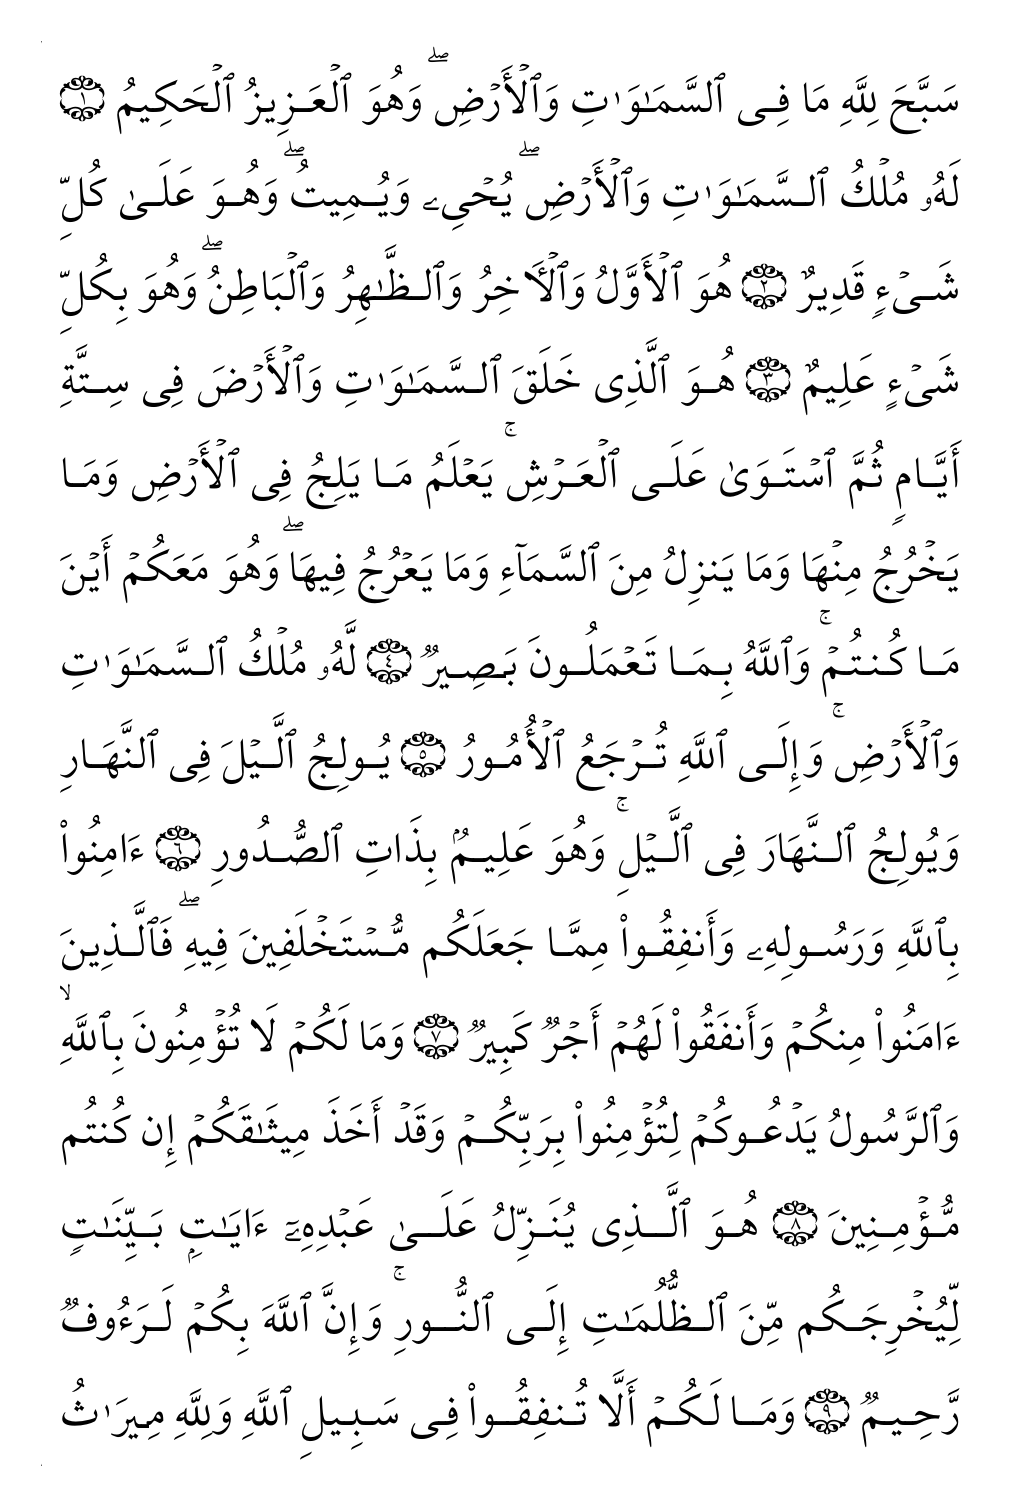 سَبَّحَ لِلَّهِ مَا فِى ٱلسَّمَـٰوَٰتِ وَٱلْأَرْضِ ۖ وَهُوَ ٱلْعَزِيزُ ٱلْحَكِيمُ ١
لَهُۥ مُلْكُ ٱلسَّمَـٰوَٰتِ وَٱلْأَرْضِ ۖ يُحْىِۦ وَيُمِيتُ ۖ وَهُوَ عَلَىٰ كُلِّ
شَىْءٍ قَدِيرٌ ٢ هُوَ ٱلْأَوَّلُ وَٱلْـَٔاخِرُ وَٱلظَّـٰهِرُ وَٱلْبَاطِنُ ۖ وَهُوَ بِكُلِّ
شَىْءٍ عَلِيمٌ ٣ هُوَ ٱلَّذِى خَلَقَ ٱلسَّمَـٰوَٰتِ وَٱلْأَرْضَ فِى سِتَّةِ
أَيَّامٍ ثُمَّ ٱسْتَوَىٰ عَلَى ٱلْعَرْشِ ۚ يَعْلَمُ مَا يَلِجُ فِى ٱلْأَرْضِ وَمَا
يَخْرُجُ مِنْهَا وَمَا يَنزِلُ مِنَ ٱلسَّمَآءِ وَمَا يَعْرُجُ فِيهَا ۖ وَهُوَ مَعَكُمْ أَيْنَ
مَا كُنتُمْ ۚ وَٱللَّهُ بِمَا تَعْمَلُونَ بَصِيرٌ ٤ لَّهُۥ مُلْكُ ٱلسَّمَـٰوَٰتِ
وَٱلْأَرْضِ ۚ وَإِلَى ٱللَّهِ تُرْجَعُ ٱلْأُمُورُ ٥ يُولِجُ ٱلَّيْلَ فِى ٱلنَّهَارِ
وَيُولِجُ ٱلنَّهَارَ فِى ٱلَّيْلِ ۚ وَهُوَ عَلِيمٌۢ بِذَاتِ ٱلصُّدُورِ ٦ ءَامِنُوا۟
بِٱللَّهِ وَرَسُولِهِۦ وَأَنفِقُوا۟ مِمَّا جَعَلَكُم مُّسْتَخْلَفِينَ فِيهِ ۖ فَٱلَّذِينَ
ءَامَنُوا۟ مِنكُمْ وَأَنفَقُوا۟ لَهُمْ أَجْرٌ كَبِيرٌ ٧ وَمَا لَكُمْ لَا تُؤْمِنُونَ بِٱللَّهِ ۙ
وَٱلرَّسُولُ يَدْعُوكُمْ لِتُؤْمِنُوا۟ بِرَبِّكُمْ وَقَدْ أَخَذَ مِيثَـٰقَكُمْ إِن كُنتُم
مُّؤْمِنِينَ ٨ هُوَ ٱلَّذِى يُنَزِّلُ عَلَىٰ عَبْدِهِۦٓ ءَايَـٰتٍۭ بَيِّنَـٰتٍ
لِّيُخْرِجَكُم مِّنَ ٱلظُّلُمَـٰتِ إِلَى ٱلنُّورِ ۚ وَإِنَّ ٱللَّهَ بِكُمْ لَرَءُوفٌ
رَّحِيمٌ ٩ وَمَا لَكُمْ أَلَّا تُنفِقُوا۟ فِى سَبِيلِ ٱللَّهِ وَلِلَّهِ مِيرَٰثُ